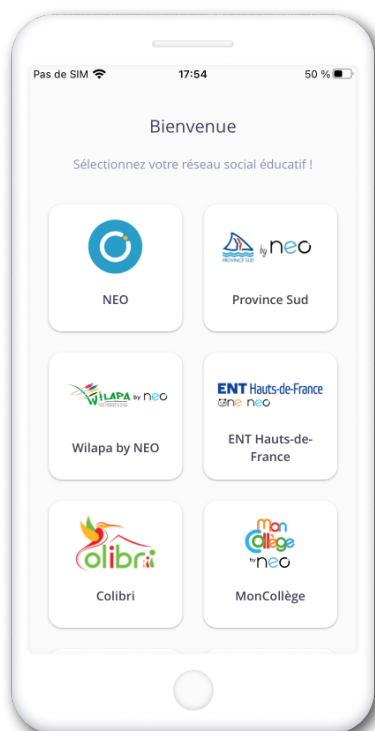 Pas de SIM 17:54 50 %
Bienvenue
Sélectionnez votre réseau social éducatif !
PROVINCE SUD by neo
NEO
Province Sud
WILAPA by neo
ENT Hauts-de-France
one neo
Wilapa by NEO
ENT Hauts-de-
France
Colibri
Mon
Collège
by neo
Colibri
MonCollège